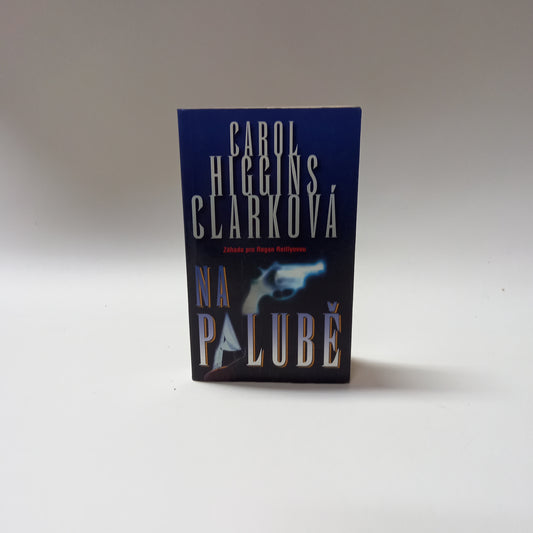 CAROL
HIGGINS
CLARKOVÁ
Záhada pro Regan Reillyovou
NA
PALUBĚ